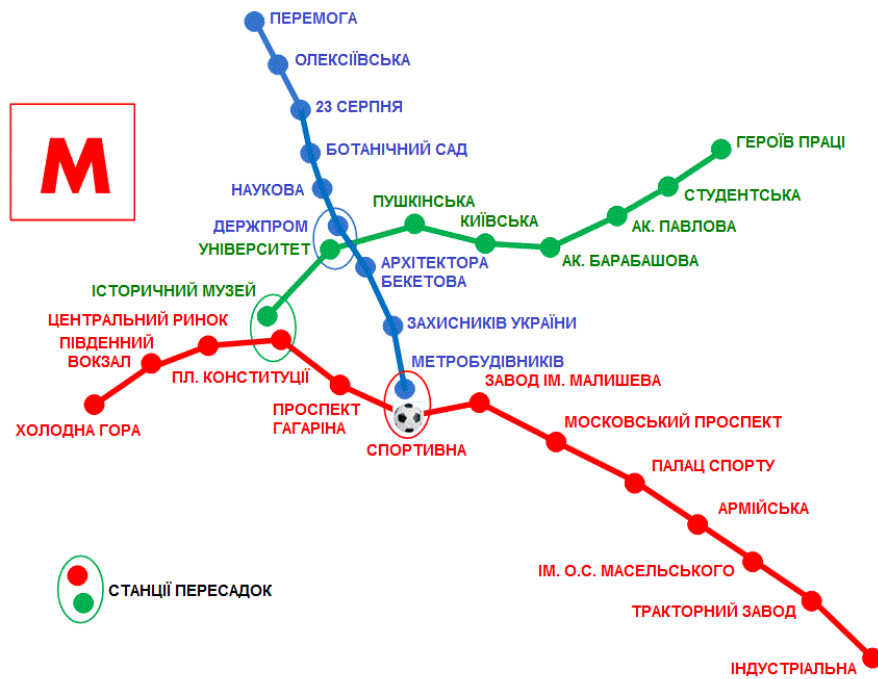 ПЕРЕМОГА
ОЛЕКСІЇВСЬКА
23 СЕРПНЯ
М
БОТАНІЧНИЙ САД
ГЕРОЇВ ПРАЦІ
НАУКОВА
СТУДЕНТСЬКА
ПУШКІНСЬКА
КИЇВСЬКА
ДЕРЖПРОМ
АК. ПАВЛОВА
УНІВЕРСИТЕТ
АК. БАРАБАШОВА
АРХІТЕКТОРА
БЕКЕТОВА
ІСТОРИЧНИЙ МУЗЕЙ
ЦЕНТРАЛЬНИЙ РИНОК
ЗАХИСНИКІВ УКРАЇНИ
ПІВДЕННИЙ
ВОКЗАЛ
МЕТРОБУДІВНИКІВ
ПЛ. КОНСТИТУЦІЇ
ЗАВОД ІМ. МАЛИШЕВА
ПРОСПЕКТ
ГАГАРІНА
ХОЛОДНА ГОРА
МОСКОВСЬКИЙ ПРОСПЕКТ
СПОРТИВНА
ПАЛАЦ СПОРТУ
АРМІЙСЬКА
ІМ. О.С. МАСЕЛЬСЬКОГО
СТАНЦІЇ ПЕРЕСАДОК
ТРАКТОРНИЙ ЗАВОД
ІНДУСТРІАЛЬНА